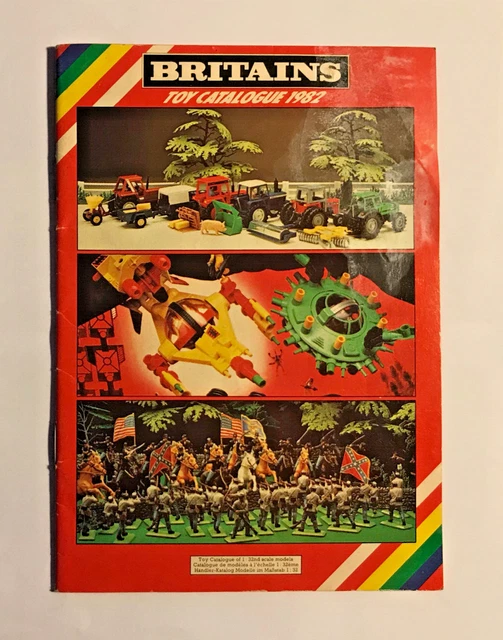 BRITAINS
TOY CATALOGUE 1982
Toy Catalogue of 1:32nd scale models
Catalogue de modèles à l'échelle 1:32ème
Händler-Katalog Modelle im Maßstab 1:32